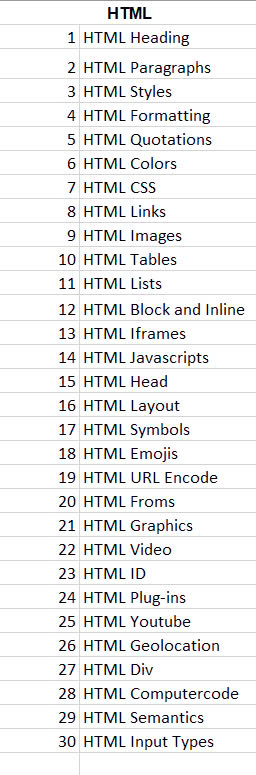 HTML
1 HTML Heading
2 HTML Paragraphs
3 HTML Styles
4 HTML Formatting
5 HTML Quotations
6 HTML Colors
7 HTML CSS
8 HTML Links
9 HTML Images
10 HTML Tables
11 HTML Lists
12 HTML Block and Inline
13 HTML Iframes
14 HTML Javascripts
15 HTML Head
16 HTML Layout
17 HTML Symbols
18 HTML Emojis
19 HTML URL Encode
20 HTML Froms
21 HTML Graphics
22 HTML Video
23 HTML ID
24 HTML Plug-ins
25 HTML Youtube
26 HTML Geolocation
27 HTML Div
28 HTML Computercode
29 HTML Semantics
30 HTML Input Types